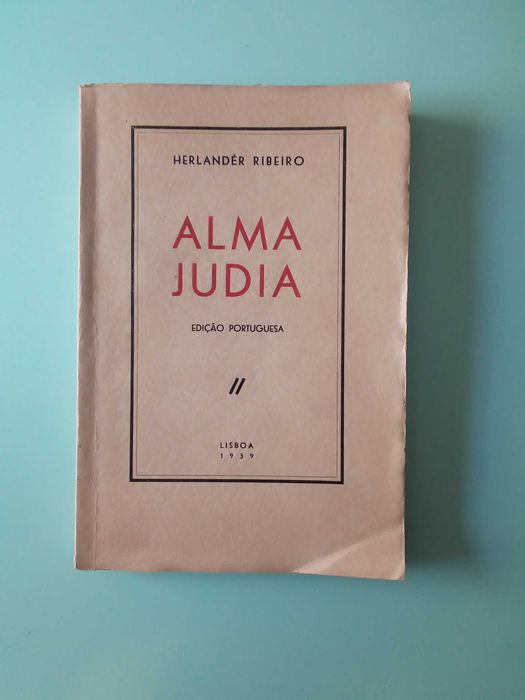 HERLANDÉR RIBEIRO
ALMA
JUDIA
EDIÇÃO PORTUGUESA
//
LISBOA
1939